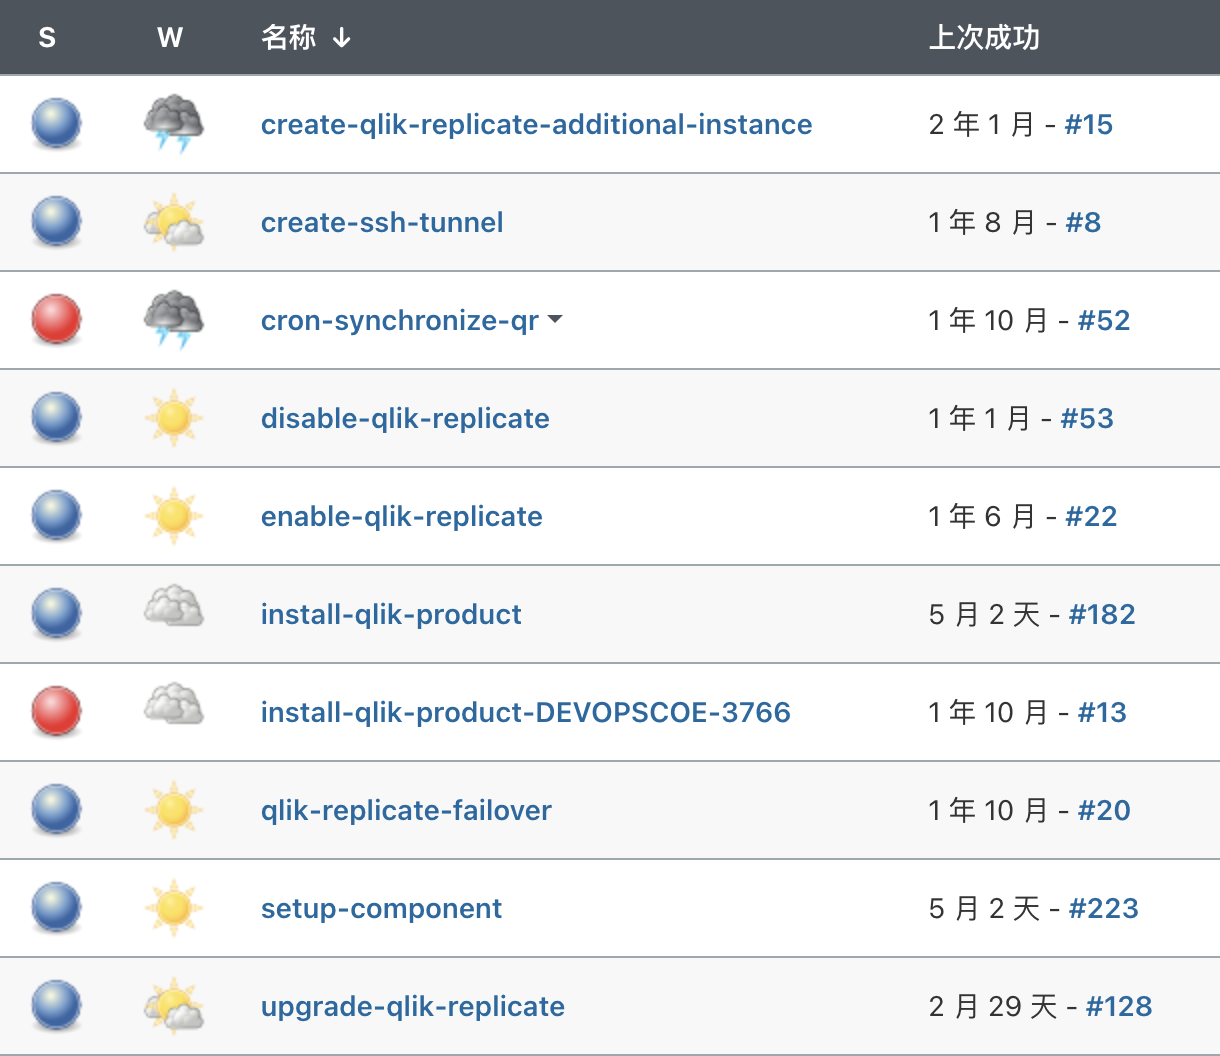 S W 名称 ↓ 上次成功
create-qlik-replicate-additional-instance 2 年 1 月 - #15
create-ssh-tunnel 1 年 8 月 - #8
cron-synchronize-qr 1 年 10 月 - #52
disable-qlik-replicate 1 年 1 月 - #53
enable-qlik-replicate 1 年 6 月 - #22
install-qlik-product 5 月 2 天 - #182
install-qlik-product-DEVOPSCOE-3766 1 年 10 月 - #13
qlik-replicate-failover 1 年 10 月 - #20
setup-component 5 月 2 天 - #223
upgrade-qlik-replicate 2 月 29 天 - #128